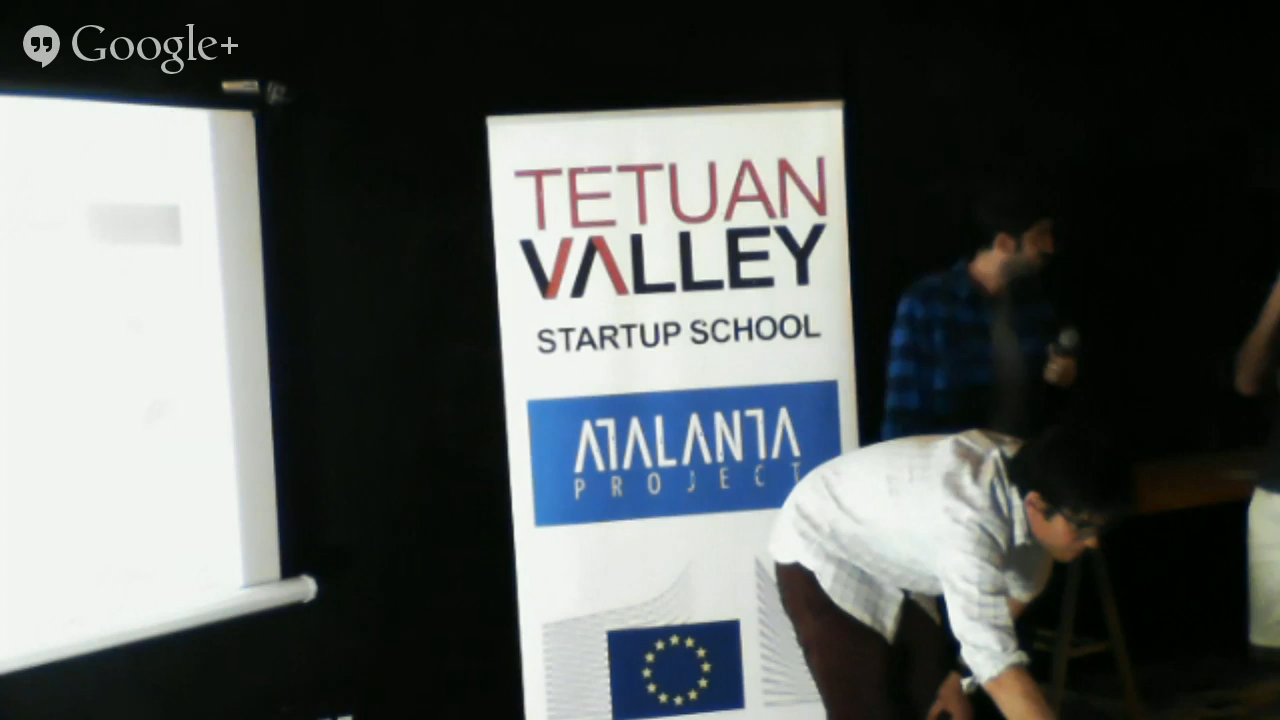 Google+
TETUAN
VALLEY
STARTUP SCHOOL
ATALANTA
PROJECT